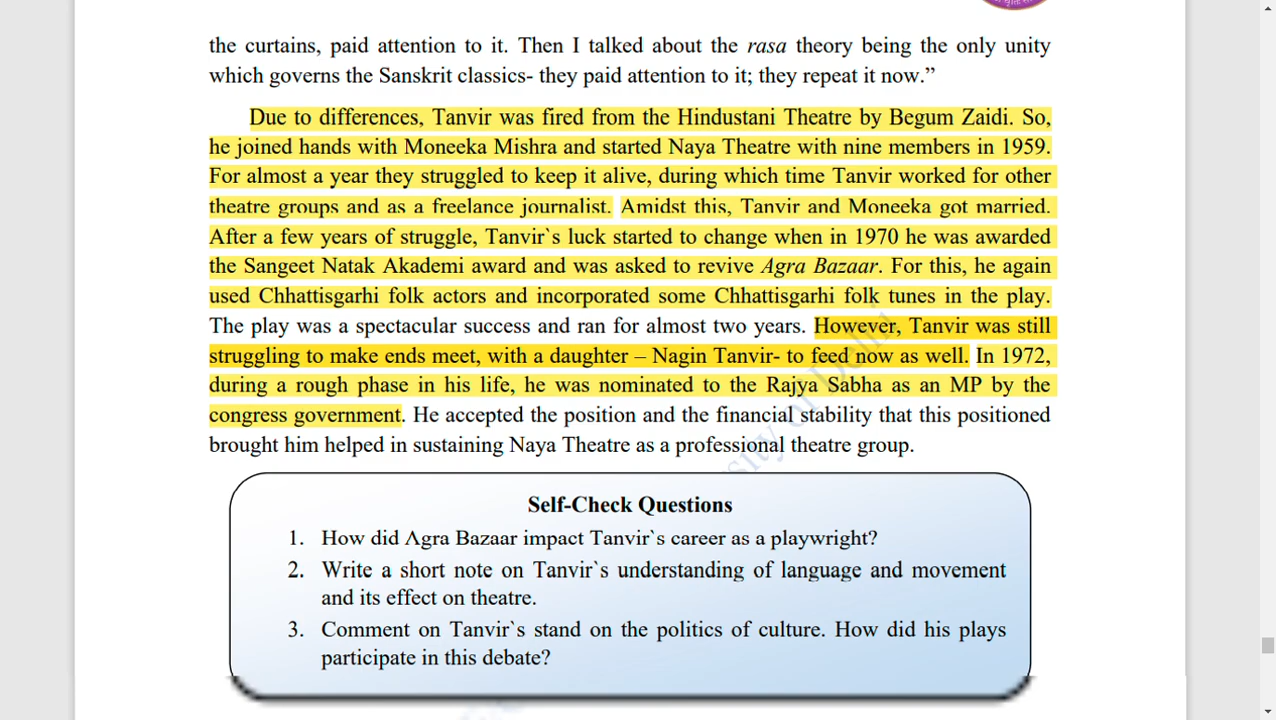 the curtains, paid attention to it. Then I talked about the rasa theory being the only unity
which governs the Sanskrit classics- they paid attention to it; they repeat it now.”
Due to differences, Tanvir was fired from the Hindustani Theatre by Begum Zaidi. So,
he joined hands with Moneeka Mishra and started Naya Theatre with nine members in 1959.
For almost a year they struggled to keep it alive, during which time Tanvir worked for other
theatre groups and as a freelance journalist. Amidst this, Tanvir and Moneeka got married.
After a few years of struggle, Tanvir`s luck started to change when in 1970 he was awarded
the Sangeet Natak Akademi award and was asked to revive Agra Bazaar. For this, he again
used Chhattisgarhi folk actors and incorporated some Chhattisgarhi folk tunes in the play.
The play was a spectacular success and ran for almost two years. However, Tanvir was still
struggling to make ends meet, with a daughter – Nagin Tanvir- to feed now as well. In 1972,
during a rough phase in his life, he was nominated to the Rajya Sabha as an MP by the
congress government. He accepted the position and the financial stability that this positioned
brought him helped in sustaining Naya Theatre as a professional theatre group.
Self-Check Questions
1. How did Agra Bazaar impact Tanvir`s career as a playwright?
2. Write a short note on Tanvir`s understanding of language and movement
and its effect on theatre.
3. Comment on Tanvir`s stand on the politics of culture. How did his plays
participate in this debate?